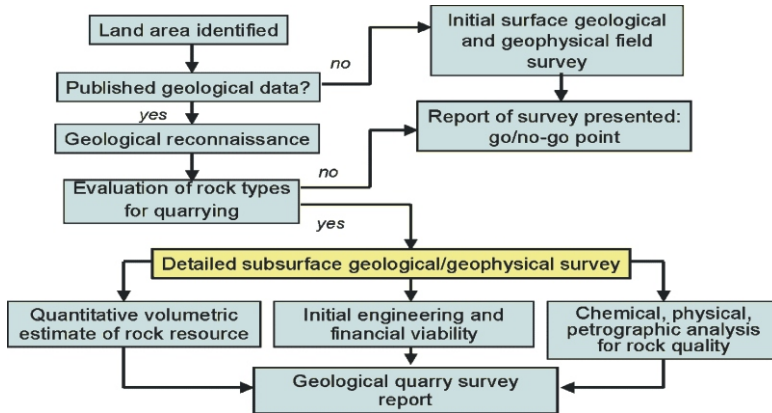 Land area identified
Initial surface geological
and geophysical field
survey
no
Published geological data?
yes
Report of survey presented:
go/no-go point
Geological reconnaissance
no
Evaluation of rock types
for quarrying
yes
Detailed subsurface geological/geophysical survey
Quantitative volumetric
estimate of rock resource
Initial engineering and
financial viability
Chemical, physical,
petrographic analysis
for rock quality
Geological quarry survey
report